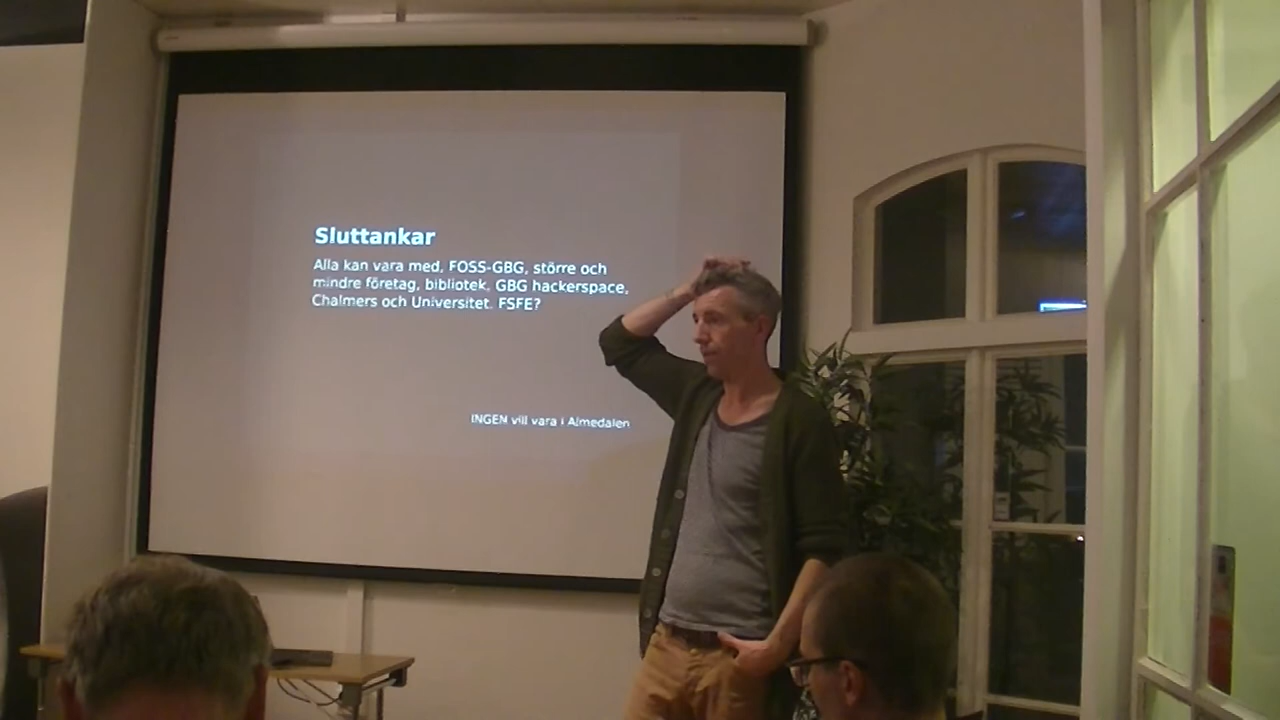 Sluttankar
Alla kan vara med, FOSS-GBG, större och
mindre företag, bibliotek, GBG hackerspace,
Chalmers och Universitet. FSFE?
INGEN vill vara i Almedalen